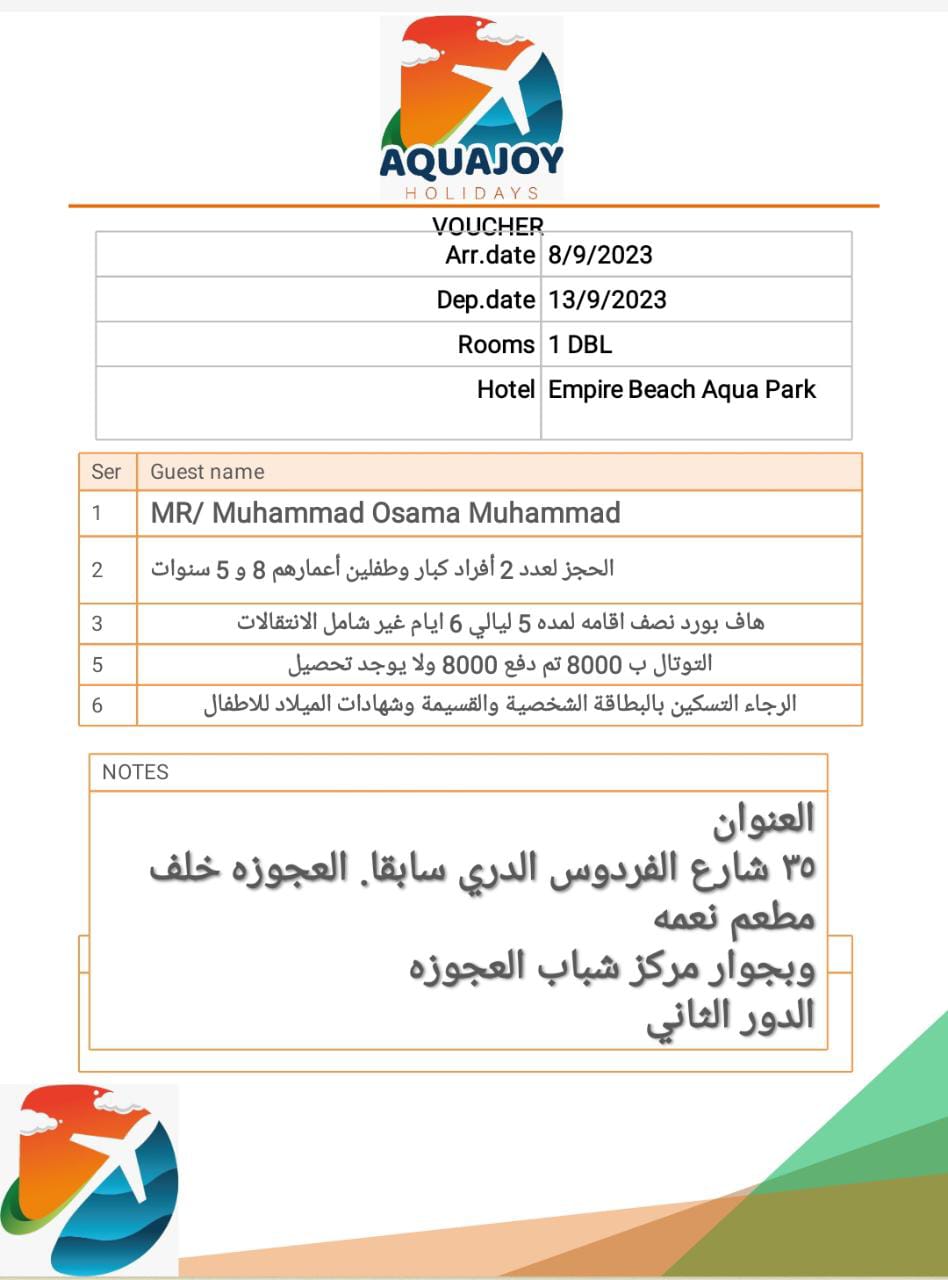 AQUAJOY
HOLIDAYS
VOUCHER
Arr.date 8/9/2023
Dep.date 13/9/2023
Rooms 1 DBL
Hotel Empire Beach Aqua Park
Ser Guest name
1 MR/ Muhammad Osama Muhammad
2 الحجز لعدد 2 أفراد كبار وطفلين أعمارهم 8 و 5 سنوات
3 هاف بورد نصف اقامه لمده 5 ليالي 6 ايام غير شامل الانتقالات
5 التوتال ب 8000 تم دفع 8000 ولا يوجد تحصيل
6 الرجاء التسكين بالبطاقة الشخصية والقسيمة وشهادات الميلاد للاطفال
NOTES
العنوان
٣٥ شارع الفردوس الدري سابقا. العجوزه خلف
مطعم نعمه
وبجوار مركز شباب العجوزه
الدور الثاني